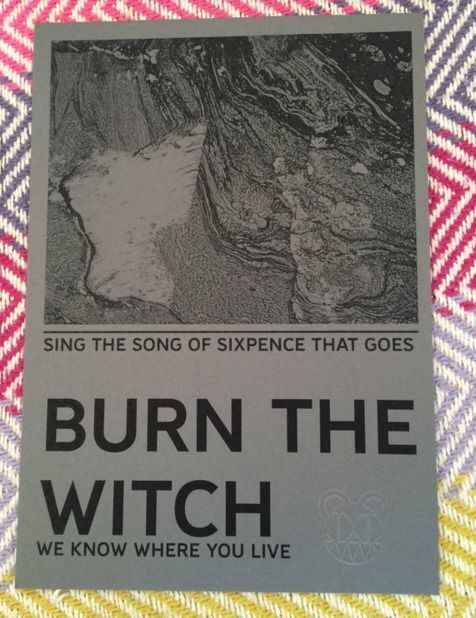 SING THE SONG OF SIXPENCE THAT GOES
BURN THE
WITCH
WE KNOW WHERE YOU LIVE